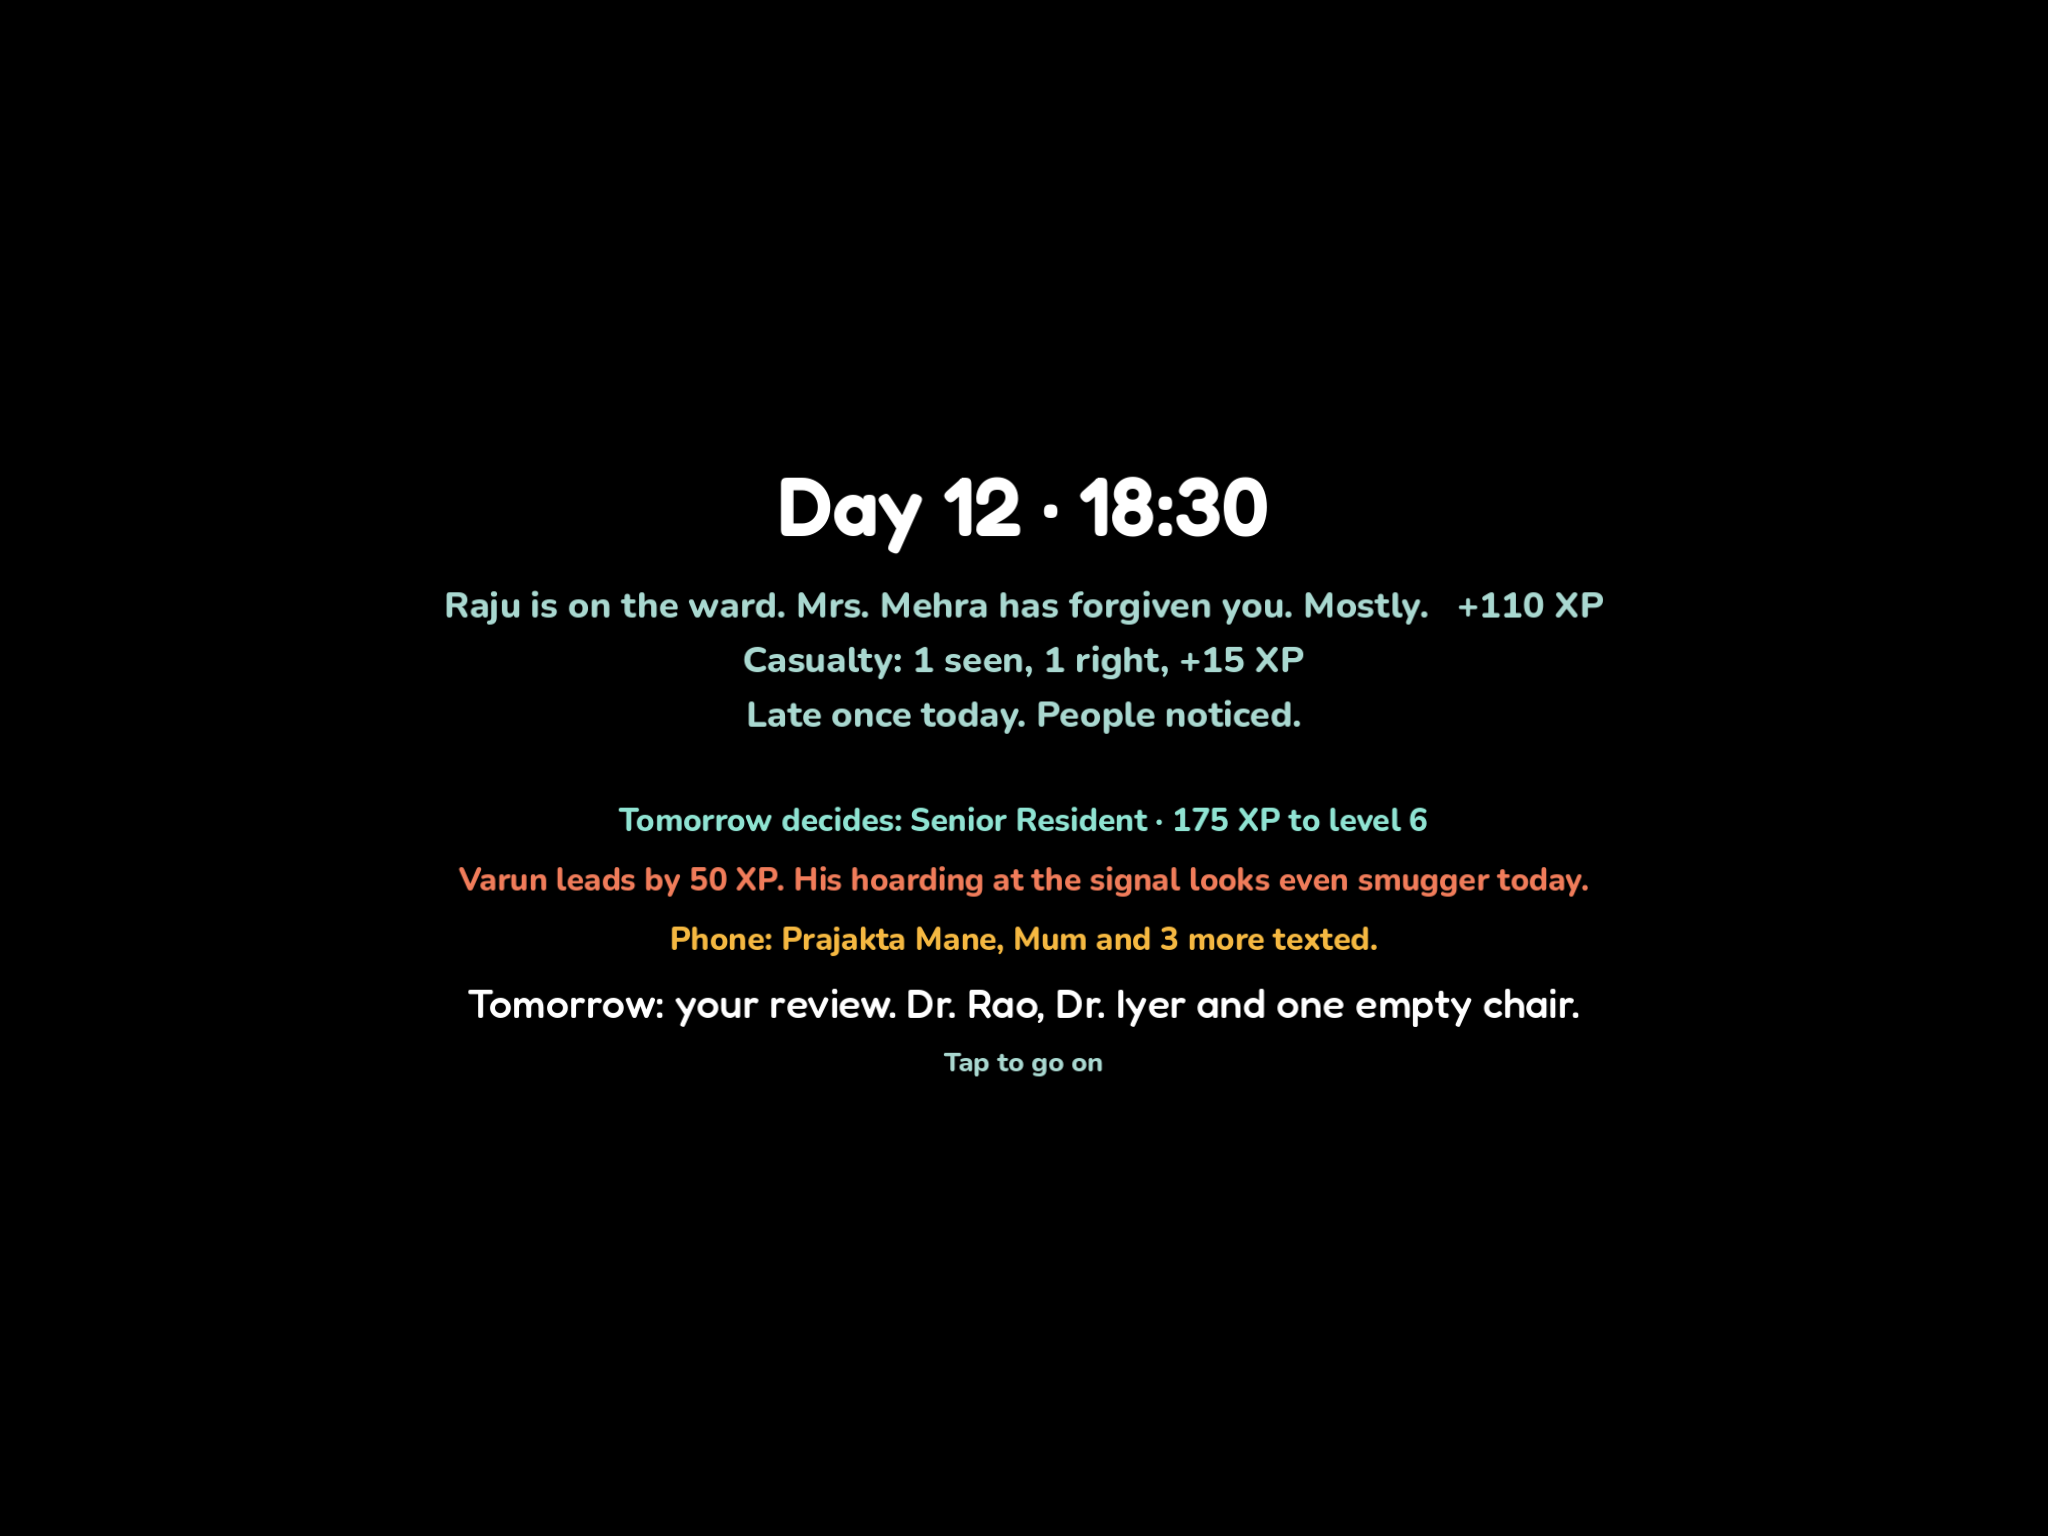 Day 12 · 18:30
Raju is on the ward. Mrs. Mehra has forgiven you. Mostly. +110 XP
Casualty: 1 seen, 1 right, +15 XP
Late once today. People noticed.
Tomorrow decides: Senior Resident · 175 XP to level 6
Varun leads by 50 XP. His hoarding at the signal looks even smugger today.
Phone: Prajakta Mane, Mum and 3 more texted.
Tomorrow: your review. Dr. Rao, Dr. Iyer and one empty chair.
Tap to go on